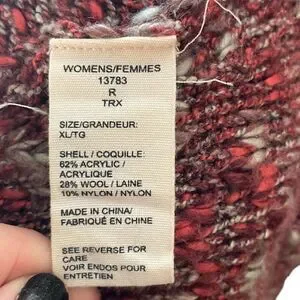 WOMENS/FEMMES
13783
R
TRX
SIZE/GRANDEUR:
XL/TG
SHELL / COQUILLE:
62% ACRYLIC /
ACRYLIQUE
28% WOOL / LAINE
10% NYLON / NYLON
MADE IN CHINA/
FABRIQUÉ EN CHINE
SEE REVERSE FOR
CARE
VOIR ENDOS POUR
ENTRETIEN